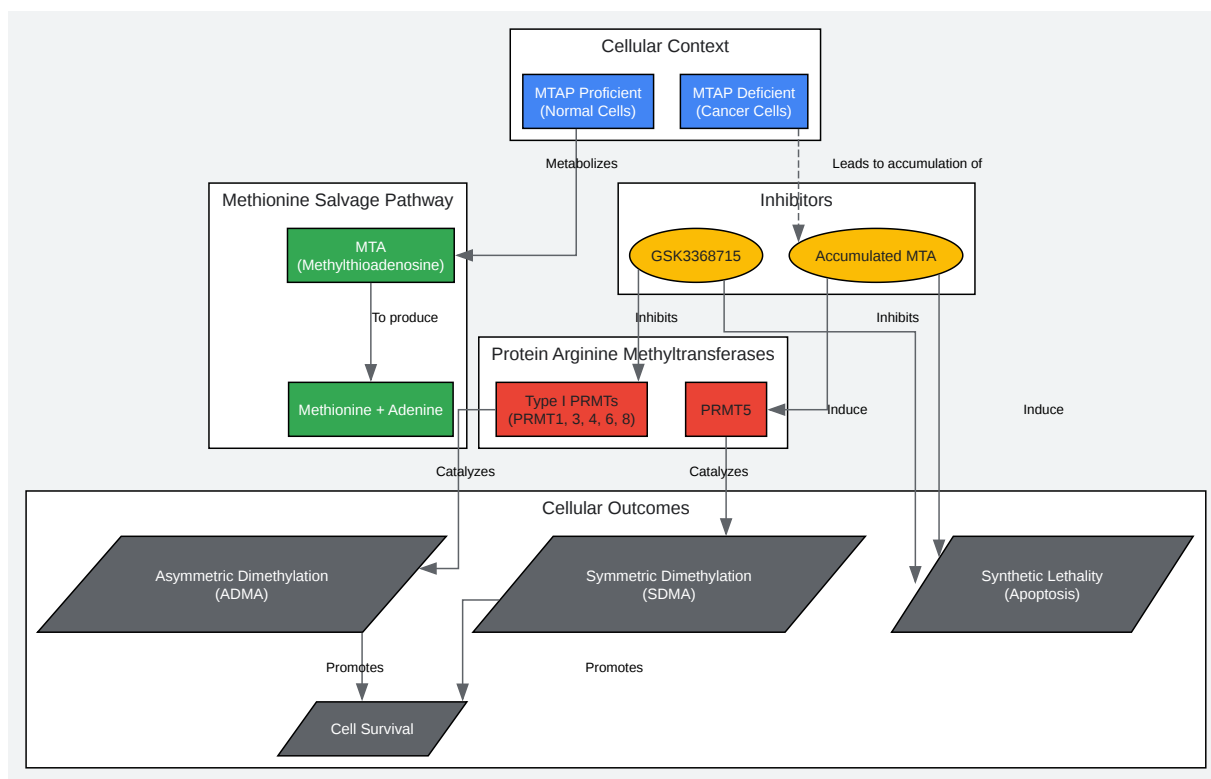 Cellular Context
MTAP Proficient
(Normal Cells)
MTAP Deficient
(Cancer Cells)
Metabolizes
Leads to accumulation of
Methionine Salvage Pathway
Inhibitors
MTA
(Methylthioadenosine)
GSK3368715
Accumulated MTA
To produce
Inhibits
Inhibits
Protein Arginine Methyltransferases
Methionine + Adenine
Type I PRMTs
(PRMT1, 3, 4, 6, 8)
PRMT5
Induce
Induce
Catalyzes
Catalyzes
Cellular Outcomes
Asymmetric Dimethylation
(ADMA)
Symmetric Dimethylation
(SDMA)
Synthetic Lethality
(Apoptosis)
Promotes
Promotes
Cell Survival